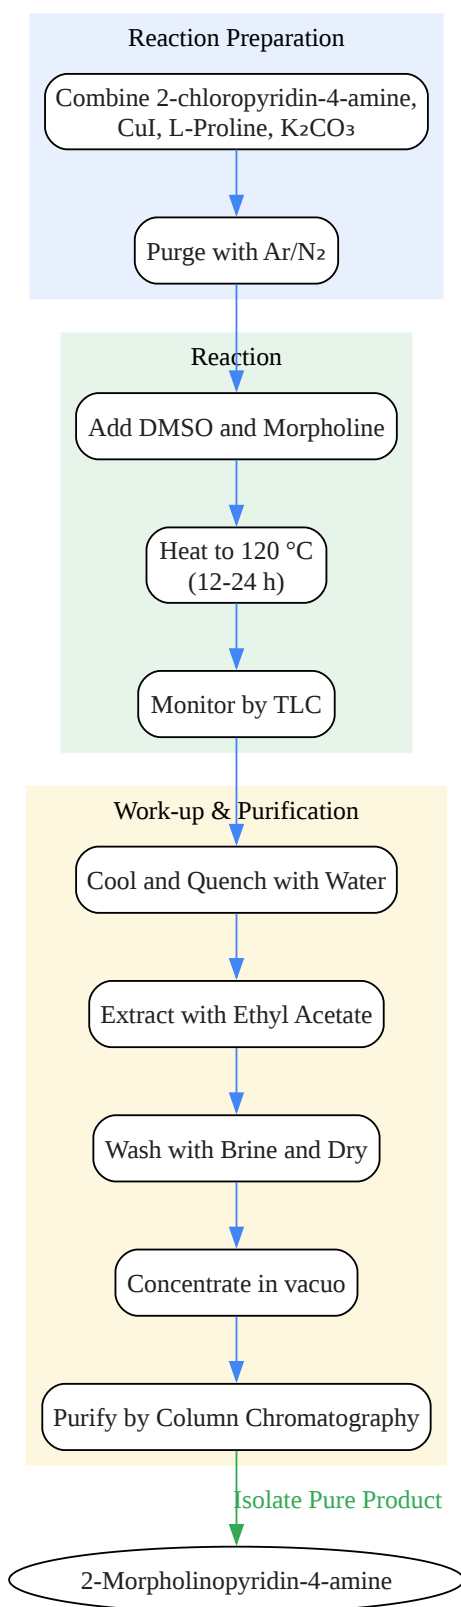 Reaction Preparation
Combine 2-chloropyridin-4-amine,
CuI, L-Proline, K₂CO₃
Purge with Ar/N₂
Reaction
Add DMSO and Morpholine
Heat to 120 °C
(12-24 h)
Monitor by TLC
Work-up & Purification
Cool and Quench with Water
Extract with Ethyl Acetate
Wash with Brine and Dry
Concentrate in vacuo
Purify by Column Chromatography
Isolate Pure Product
2-Morpholinopyridin-4-amine